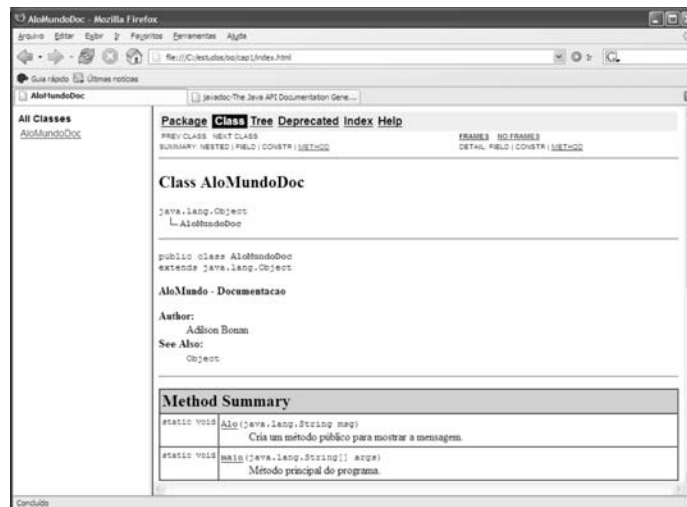 AloMundoDoc - Mozilla Firefox
Arquivo Editar Exibir Ir Favoritos Ferramentas Ajuda
file:///C:/estudos/oo/cap1/index.html
Guia rápido Últimas notícias
AloMundoDoc
javadoc-The Java API Documentation Gene...
All Classes
AloMundoDoc
Package Class Tree Deprecated Index Help
PREV CLASS NEXT CLASS
FRAMES NO FRAMES
SUMMARY: NESTED | FIELD | CONSTR | METHOD
DETAIL: FIELD | CONSTR | METHOD
Class AloMundoDoc
java.lang.Object
AloMundoDoc
public class AloMundoDoc
extends java.lang.Object
AloMundo - Documentacao
Author:
Adilson Bonan
See Also:
Object
Method Summary
static void Alo(java.lang.String msg)
Cria um método público para mostrar a mensagem.
static void main(java.lang.String[] args)
Método principal do programa.
Concluído